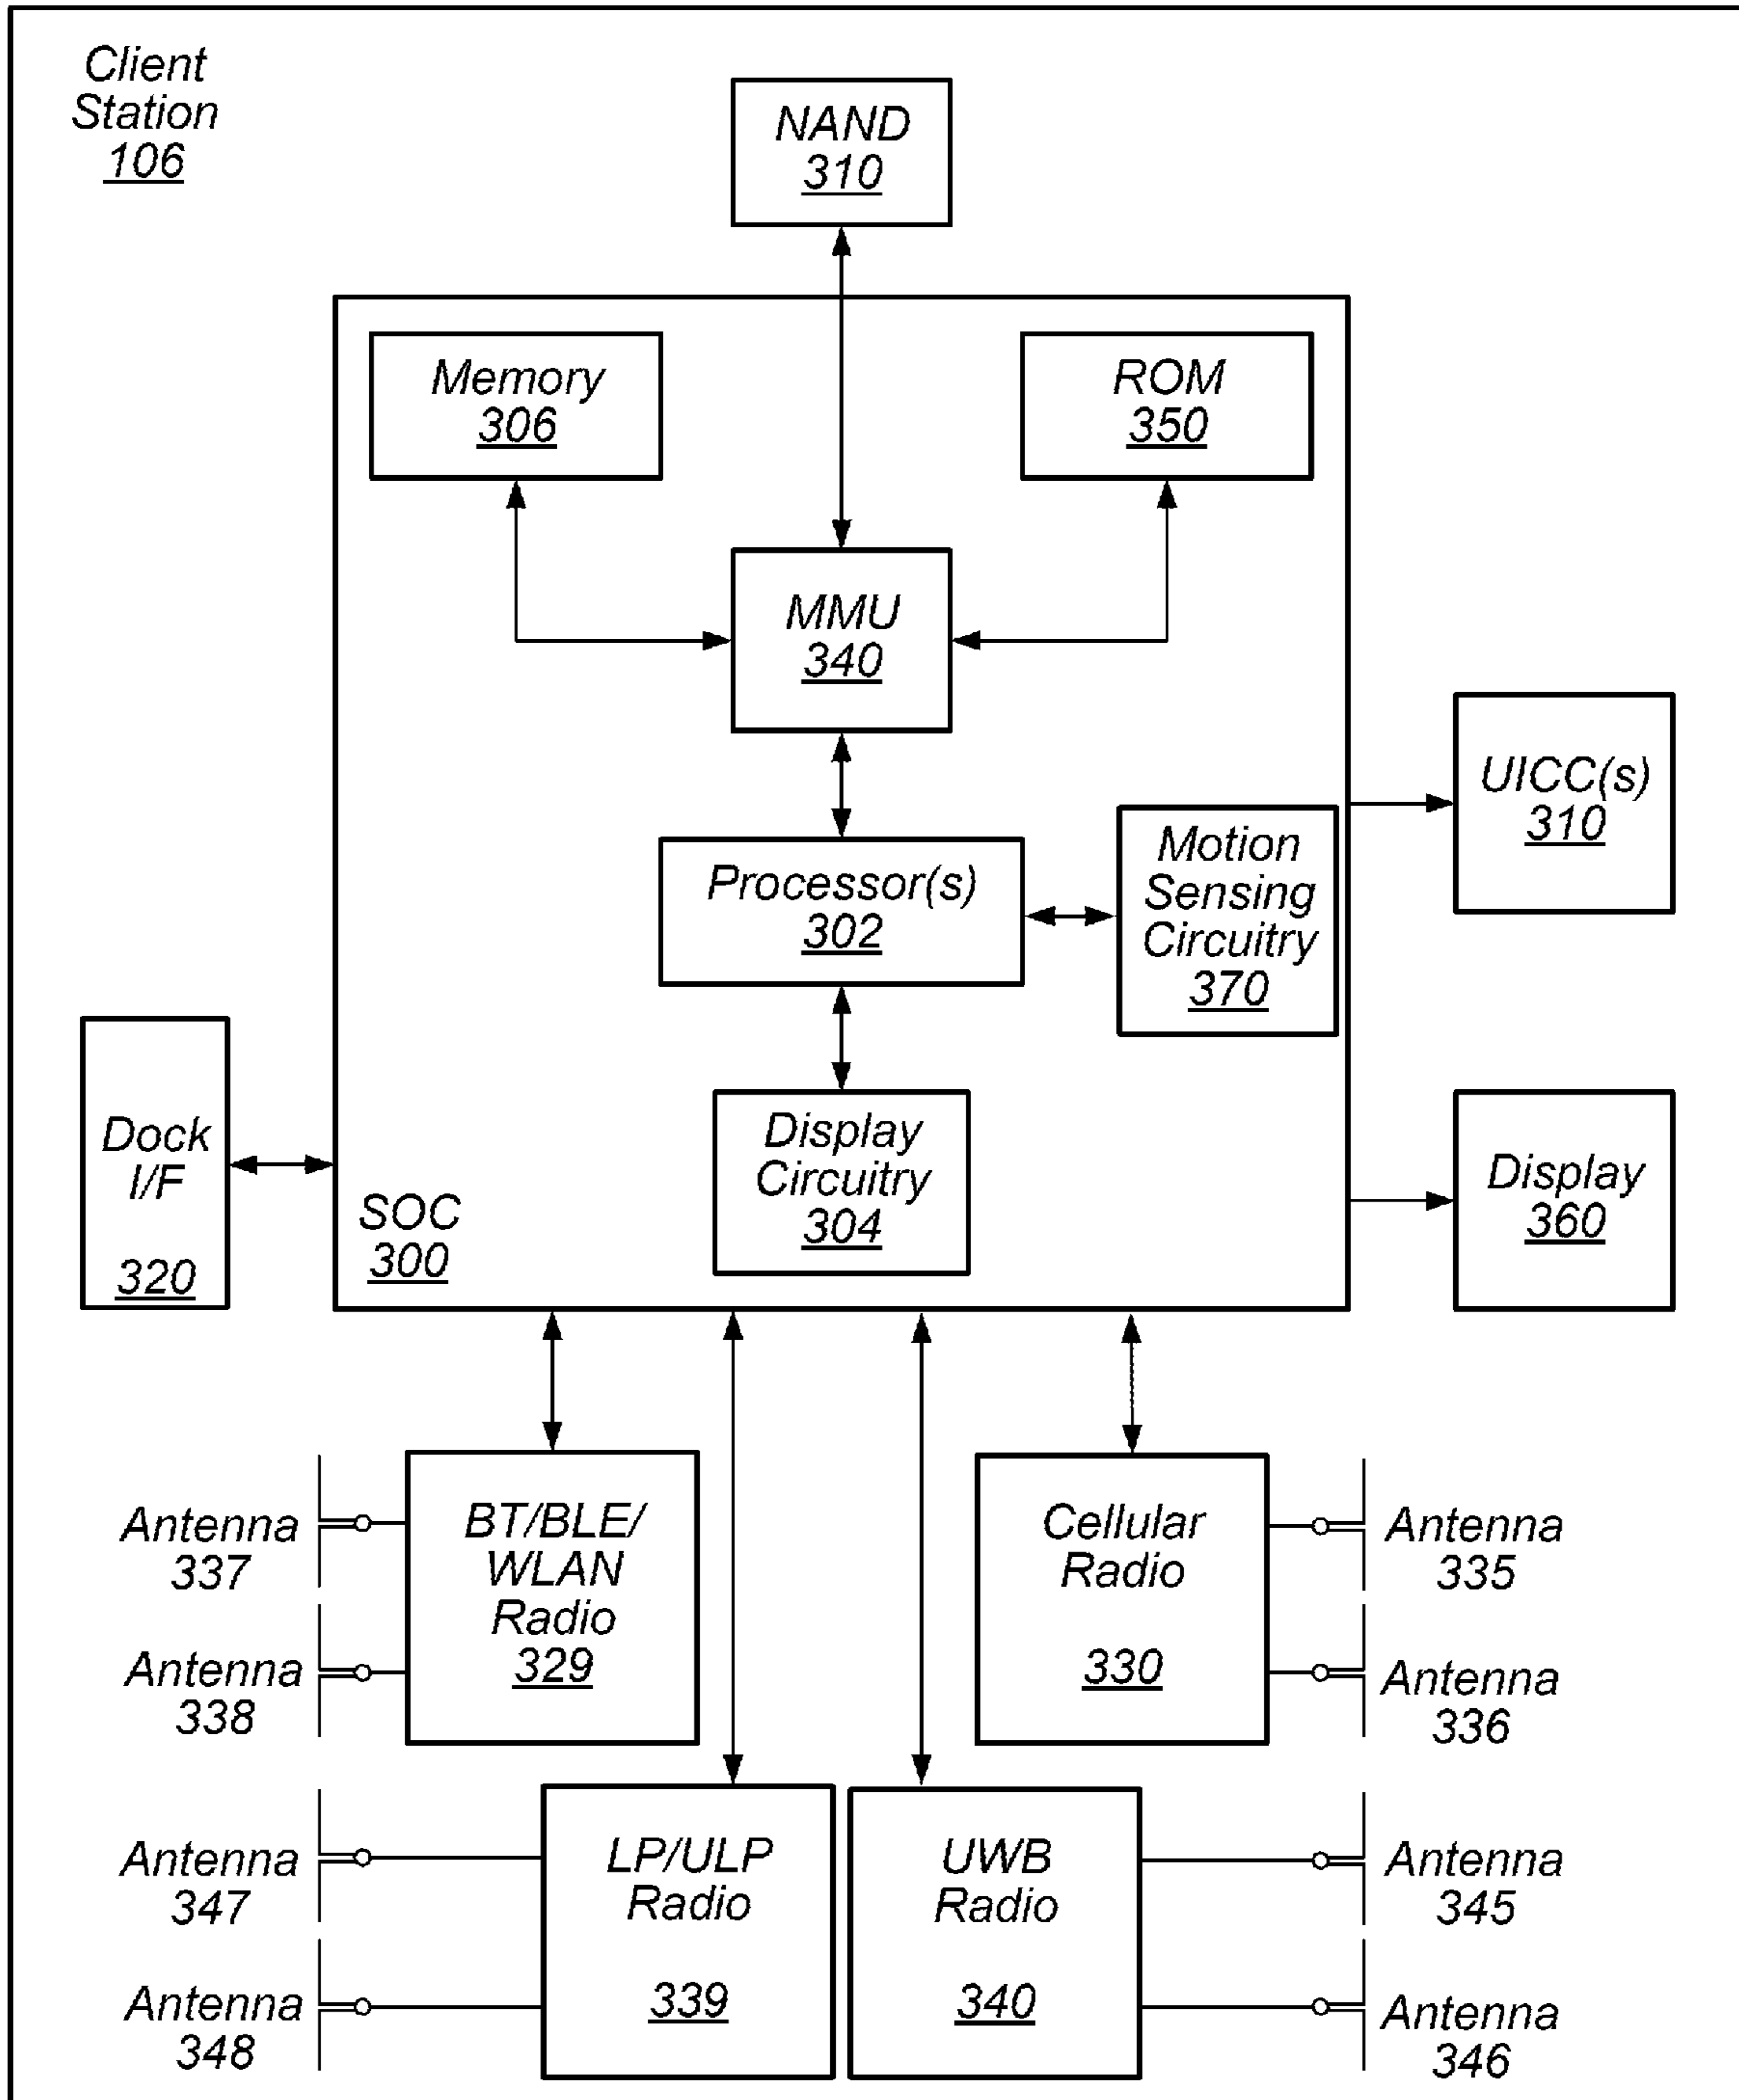 Client
Station
106
NAND
310
Memory
306
ROM
350
MMU
340
UICC(s)
310
Processor(s)
302
Motion
Sensing
Circuitry
370
Dock
I/F
320
Display
Circuitry
304
SOC
300
Display
360
Antenna
337
Antenna
338
BT/BLE/
WLAN
Radio
329
Cellular
Radio
330
Antenna
335
Antenna
336
Antenna
347
Antenna
348
LP/ULP
Radio
339
UWB
Radio
340
Antenna
345
Antenna
346